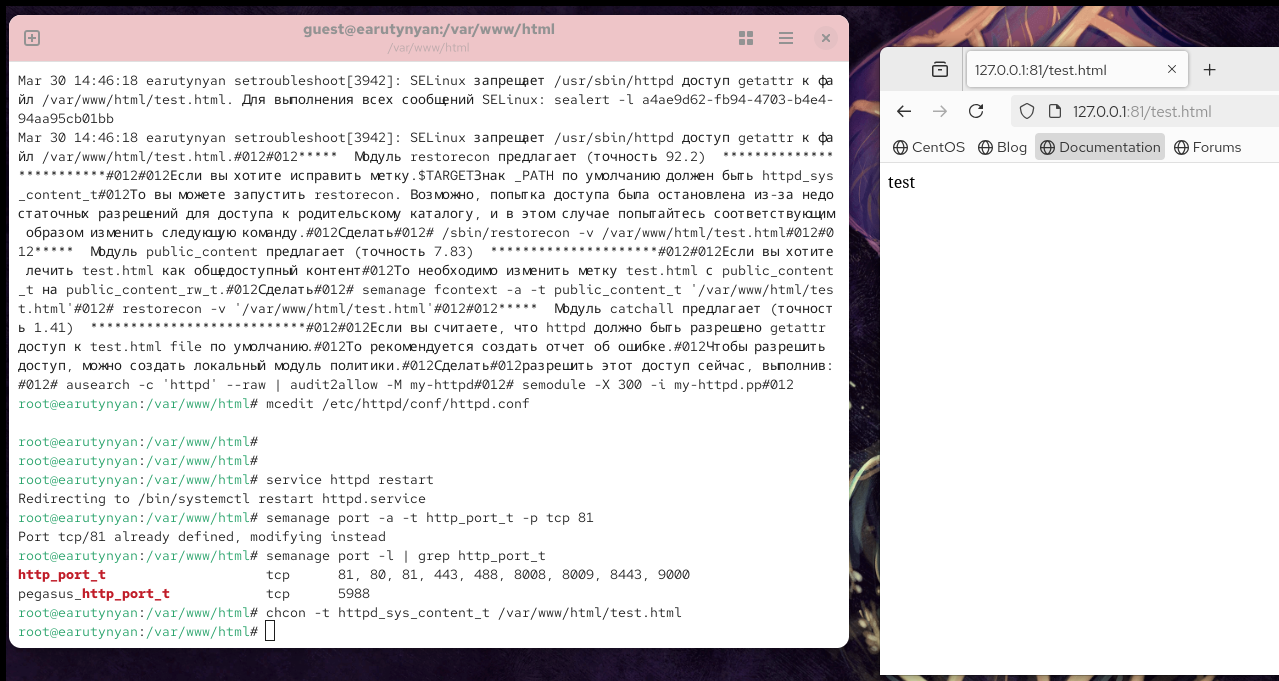 guest@earutynyan:/var/www/html
/var/www/html
Mar 30 14:46:18 earutynyan setroubleshoot[3942]: SELinux запрещает /usr/sbin/httpd доступ getattr к фа
йл /var/www/html/test.html. Для выполнения всех сообщений SELinux: sealert -l a4ae9d62-fb94-4703-b4e4-
94aa95cb01bb
Mar 30 14:46:18 earutynyan setroubleshoot[3942]: SELinux запрещает /usr/sbin/httpd доступ getattr к фа
йл /var/www/html/test.html.#012#012*****  Модуль restorecon предлагает (точность 92.2)  **************
***********#012#012Если вы хотите исправить метку.$TARGETЗнак _PATH по умолчанию должен быть httpd_sys
_content_t#012То вы можете запустить restorecon. Возможно, попытка доступа была остановлена из-за недо
статочных разрешений для доступа к родительскому каталогу, и в этом случае попытайтесь соответствующим
 образом изменить следующую команду.#012Сделать#012# /sbin/restorecon -v /var/www/html/test.html#012#0
12*****  Модуль public_content предлагает (точность 7.83)  *********************#012#012Если вы хотите
 лечить test.html как общедоступный контент#012То необходимо изменить метку test.html с public_content
_t на public_content_rw_t.#012Сделать#012# semanage fcontext -a -t public_content_t '/var/www/html/tes
t.html'#012# restorecon -v '/var/www/html/test.html'#012#012*****  Модуль catchall предлагает (точност
ь 1.41)  ***************************#012#012Если вы считаете, что httpd должно быть разрешено getattr
доступ к test.html file по умолчанию.#012То рекомендуется создать отчет об ошибке.#012Чтобы разрешить
доступ, можно создать локальный модуль политики.#012Сделать#012разрешить этот доступ сейчас, выполнив:
#012# ausearch -c 'httpd' --raw | audit2allow -M my-httpd#012# semodule -X 300 -i my-httpd.pp#012
root@earutynyan:/var/www/html# mcedit /etc/httpd/conf/httpd.conf
root@earutynyan:/var/www/html#
root@earutynyan:/var/www/html#
root@earutynyan:/var/www/html# service httpd restart
Redirecting to /bin/systemctl restart httpd.service
root@earutynyan:/var/www/html# semanage port -a -t http_port_t -p tcp 81
Port tcp/81 already defined, modifying instead
root@earutynyan:/var/www/html# semanage port -l | grep http_port_t
http_port_t                    tcp      81, 80, 81, 443, 488, 8008, 8009, 8443, 9000
pegasus_http_port_t            tcp      5988
root@earutynyan:/var/www/html# chcon -t httpd_sys_content_t /var/www/html/test.html
root@earutynyan:/var/www/html#
127.0.0.1:81/test.html
127.0.0.1:81/test.html
CentOS Blog Documentation Forums
test